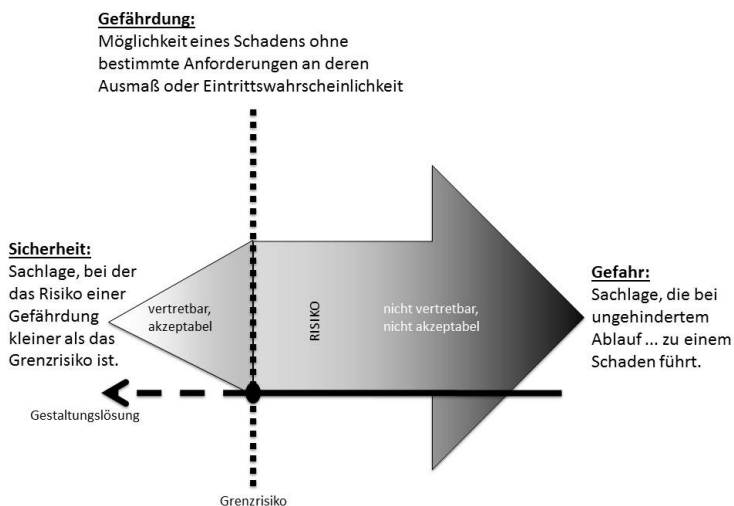 Gefährdung:
Möglichkeit eines Schadens ohne
bestimmte Anforderungen an deren
Ausmaß oder Eintrittswahrscheinlichkeit
Sicherheit:
Sachlage, bei der
das Risiko einer
Gefährdung
kleiner als das
Grenzrisiko ist.
vertretbar,
akzeptabel
RISIKO
nicht vertretbar,
nicht akzeptabel
Gefahr:
Sachlage, die bei
ungehindertem
Ablauf ... zu einem
Schaden führt.
Gestaltungslösung
Grenzrisiko